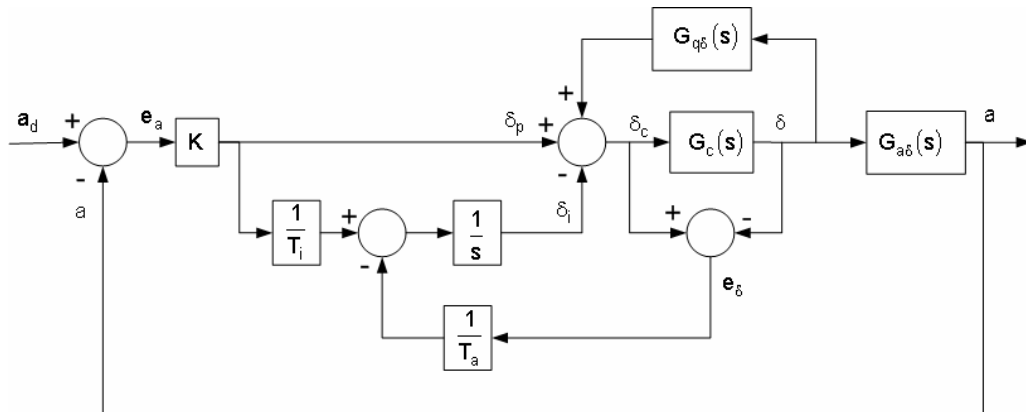 G_qδ(s)
+
a_d
+
e_a
K
δ_p
+
δ_c
G_c(s)
δ
G_aδ(s)
a
-
-
a
1/T_i
+
1/s
δ_i
+
-
-
e_δ
1/T_a